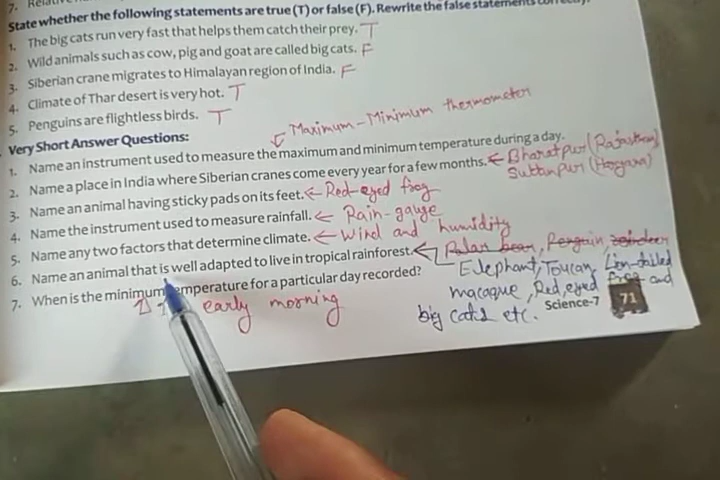 7. Relative
State whether the following statements are true (T) or false (F). Rewrite the false statements correctly.
1. The big cats run very fast that helps them catch their prey. T
2. Wild animals such as cow, pig and goat are called big cats. F
3. Siberian crane migrates to Himalayan region of India. F
4. Climate of Thar desert is very hot. T
5. Penguins are flightless birds. T
Very Short Answer Questions:
Maximum-Minimum thermometer
1. Name an instrument used to measure the maximum and minimum temperature during a day.
2. Name a place in India where Siberian cranes come every year for a few months. Bharatpur (Rajasthan)
Sultanpur (Haryana)
3. Name an animal having sticky pads on its feet. Red-eyed frog
4. Name the instrument used to measure rainfall. Rain-gauge
5. Name any two factors that determine climate. Wind and humidity
6. Name an animal that is well adapted to live in tropical rainforest. Polar bear, Penguin reindeer
Elephant, Toucan, Lion-tailed
macaque, Red, eyed frog and
big cats etc.
7. When is the minimum temperature for a particular day recorded?
early morning
Science-7 71